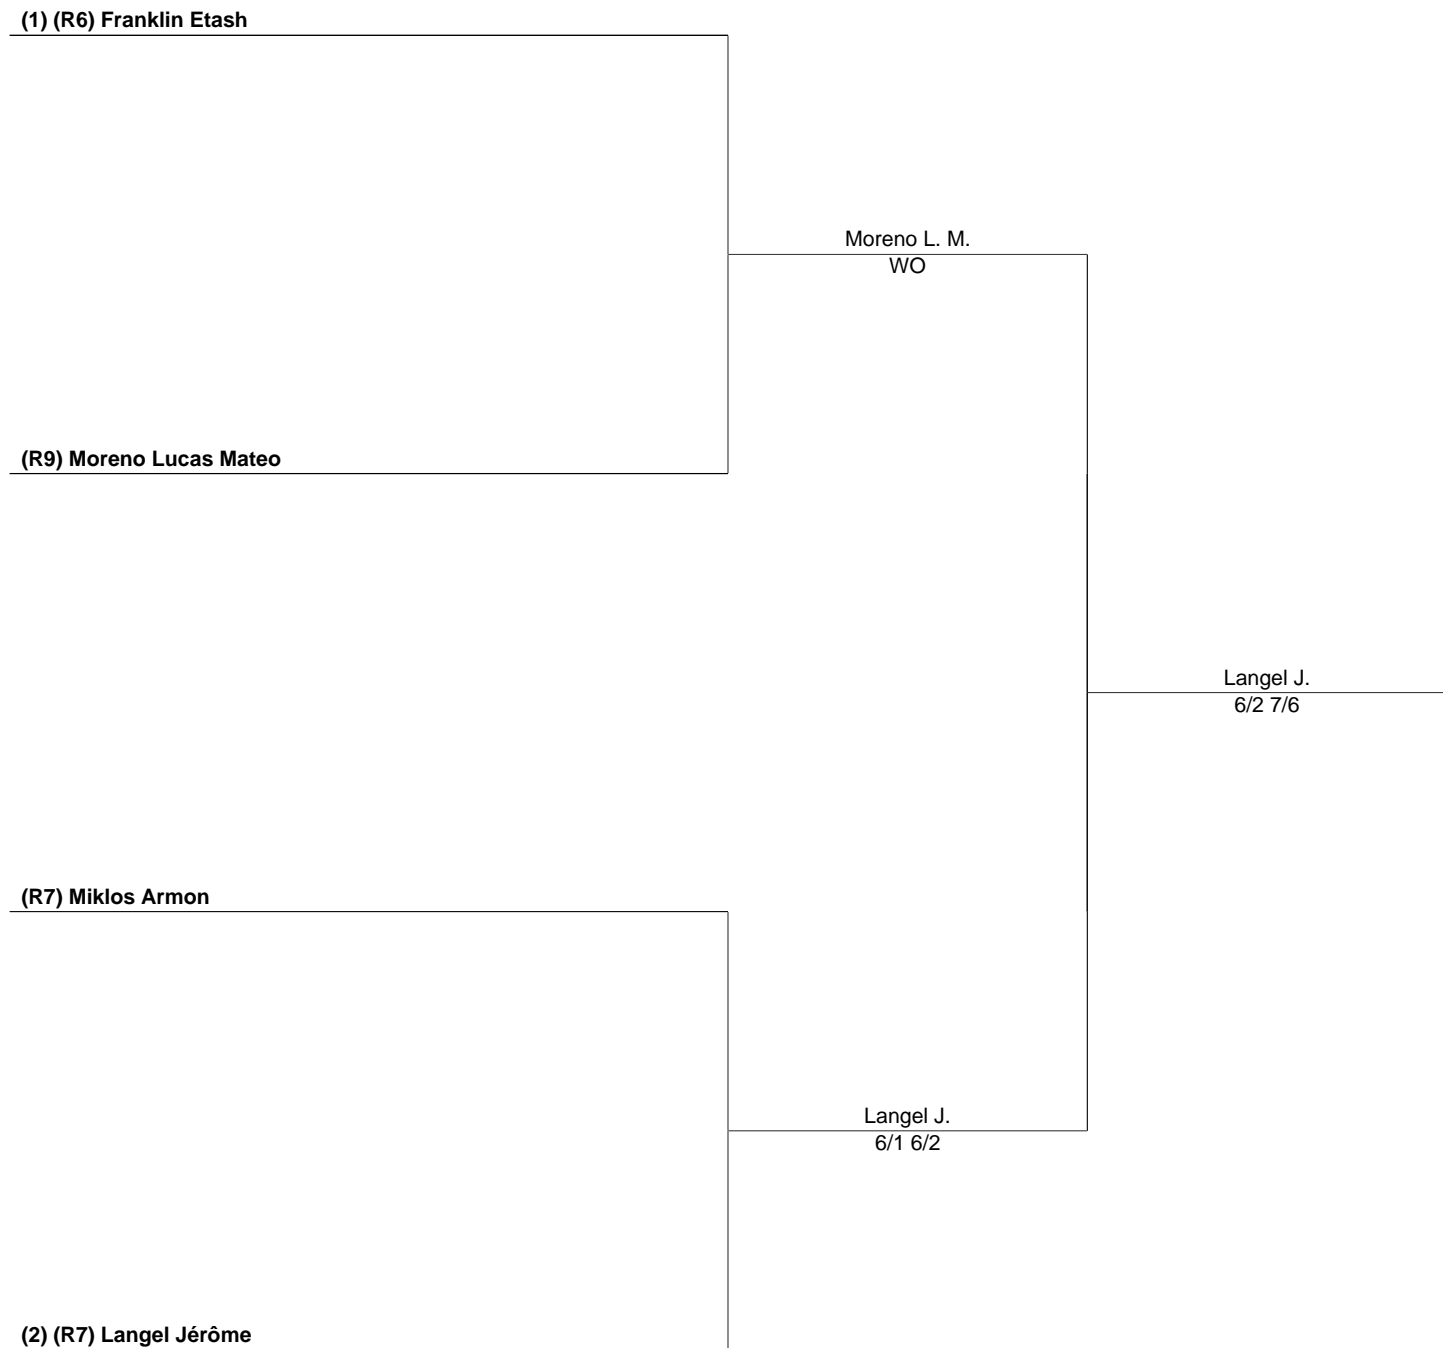 (1) (R6) Franklin Etash
Moreno L. M.
WO
(R9) Moreno Lucas Mateo
Langel J.
6/2 7/6
(R7) Miklos Armon
Langel J.
6/1 6/2
(2) (R7) Langel Jérôme